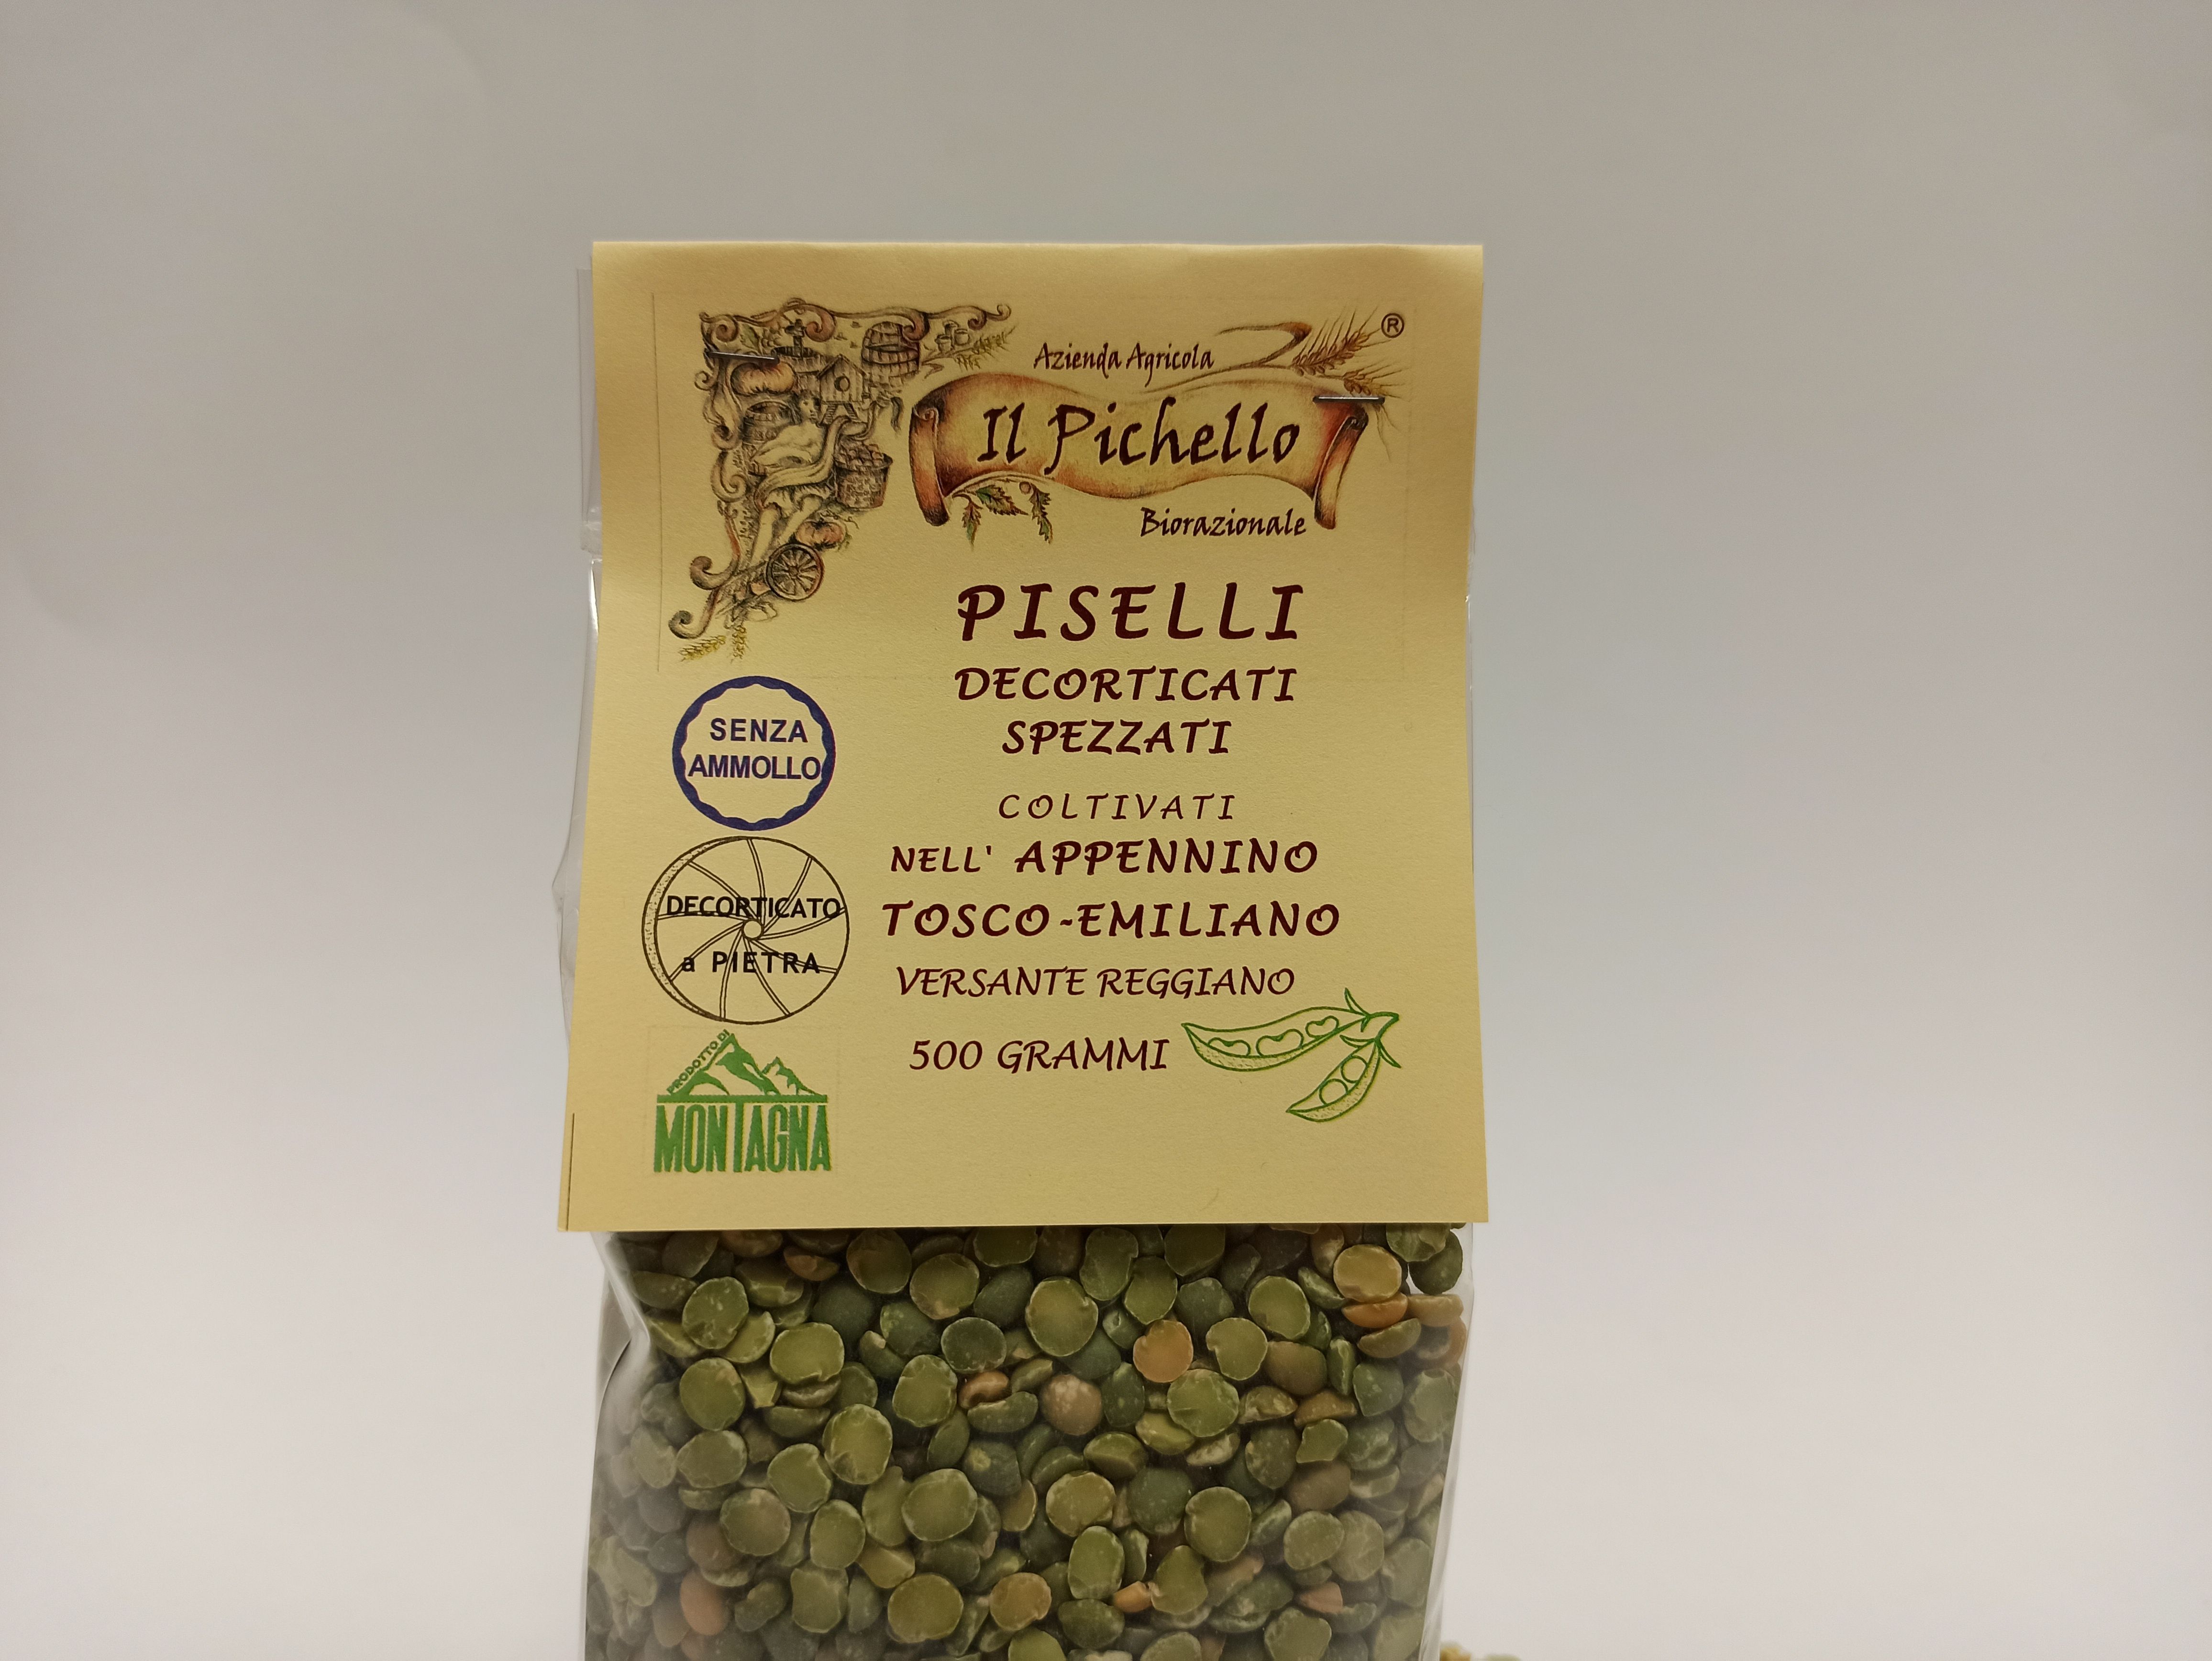 Azienda Agricola
®
Il Pichello
Biorazionale
PISELLI
DECORTICATI
SPEZZATI
COLTIVATI
NELL' APPENNINO
TOSCO-EMILIANO
VERSANTE REGGIANO
500 GRAMMI
SENZA
AMMOLLO
DECORTICATO
a PIETRA
PRODOTTO DI
MONTAGNA